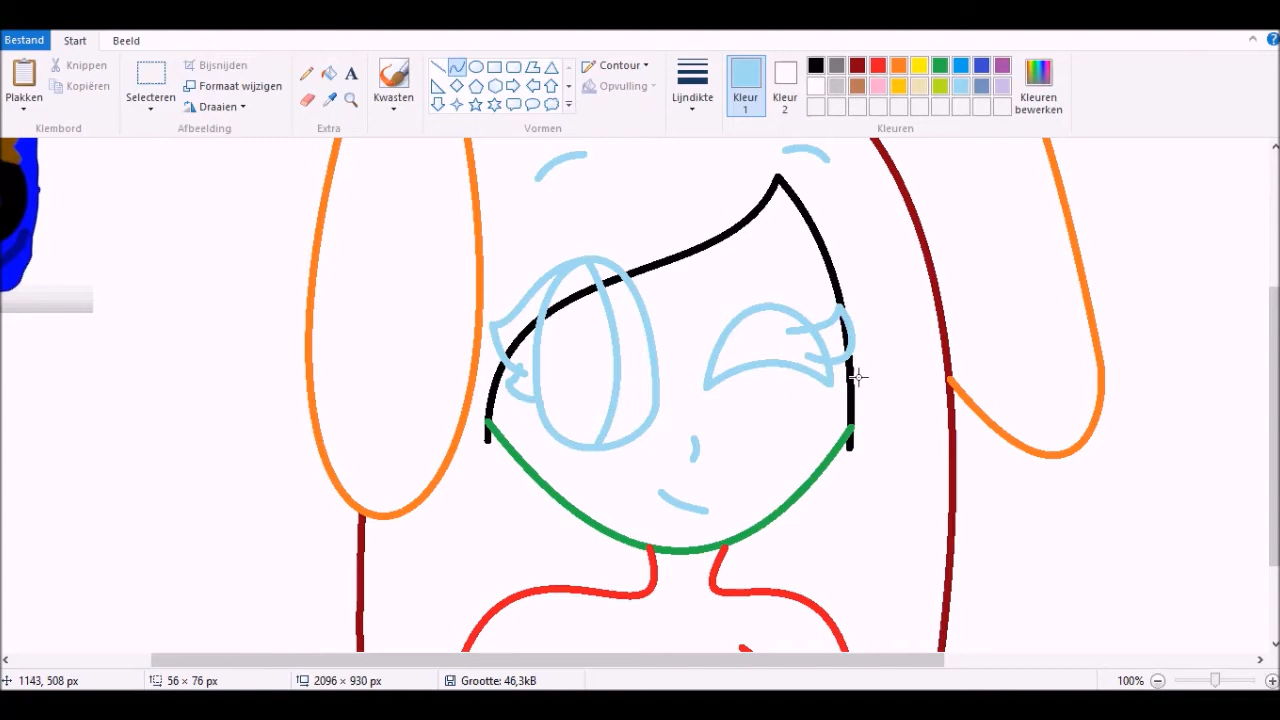 Bestand Start Beeld
Plakken
Knippen
Kopiëren
Klembord
Selecteren
Bijsnijden
Formaat wijzigen
Draaien
Afbeelding
A
Extra
Kwasten
Contour
Opvulling
Vormen
Lijndikte
Kleur 1
Kleur 2
Kleuren bewerken
Kleuren
1143, 508 px 56 × 76 px 2096 × 930 px Grootte: 46,3kB 100%